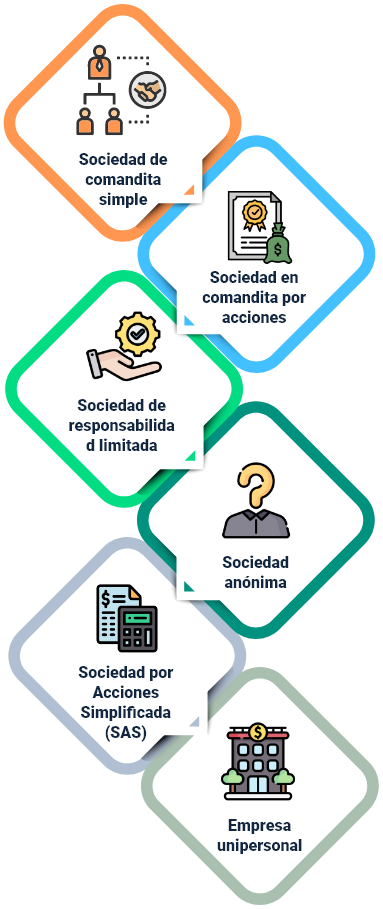 Sociedad de
comandita
simple
Sociedad en
comandita por
acciones
Sociedad de
responsabilida
d limitada
Sociedad
anónima
Sociedad por
Acciones
Simplificada
(SAS)
Empresa
unipersonal